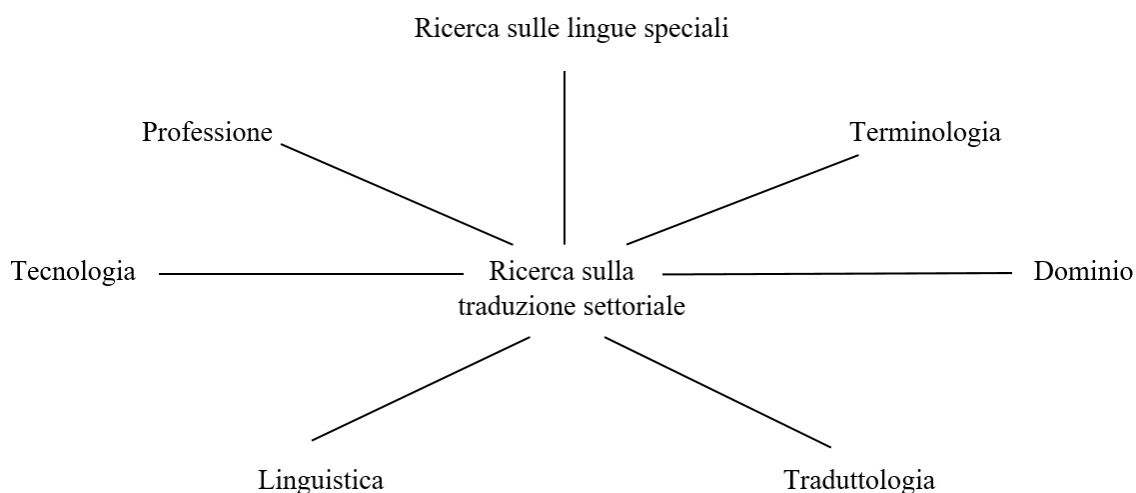 Ricerca sulle lingue speciali
Professione
Terminologia
Tecnologia
Ricerca sulla
traduzione settoriale
Dominio
Linguistica
Traduttologia